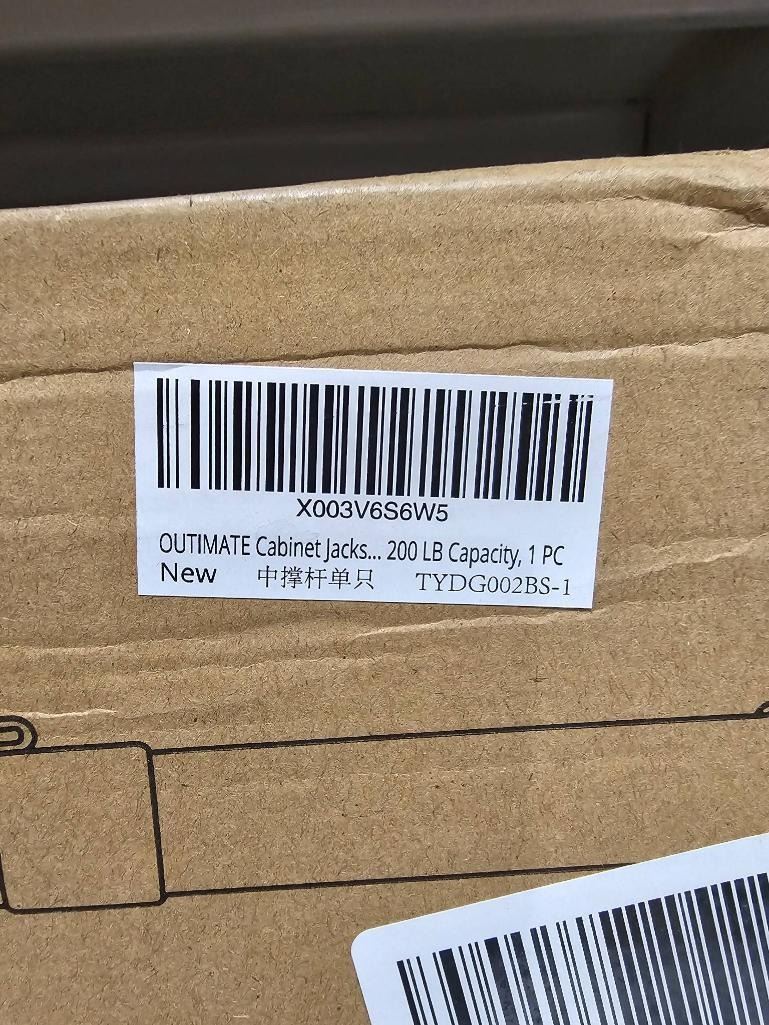 X003V6S6W5
OUTIMATE Cabinet Jacks... 200 LB Capacity, 1 PC
New 中撑杆单只 TYDG002BS-1